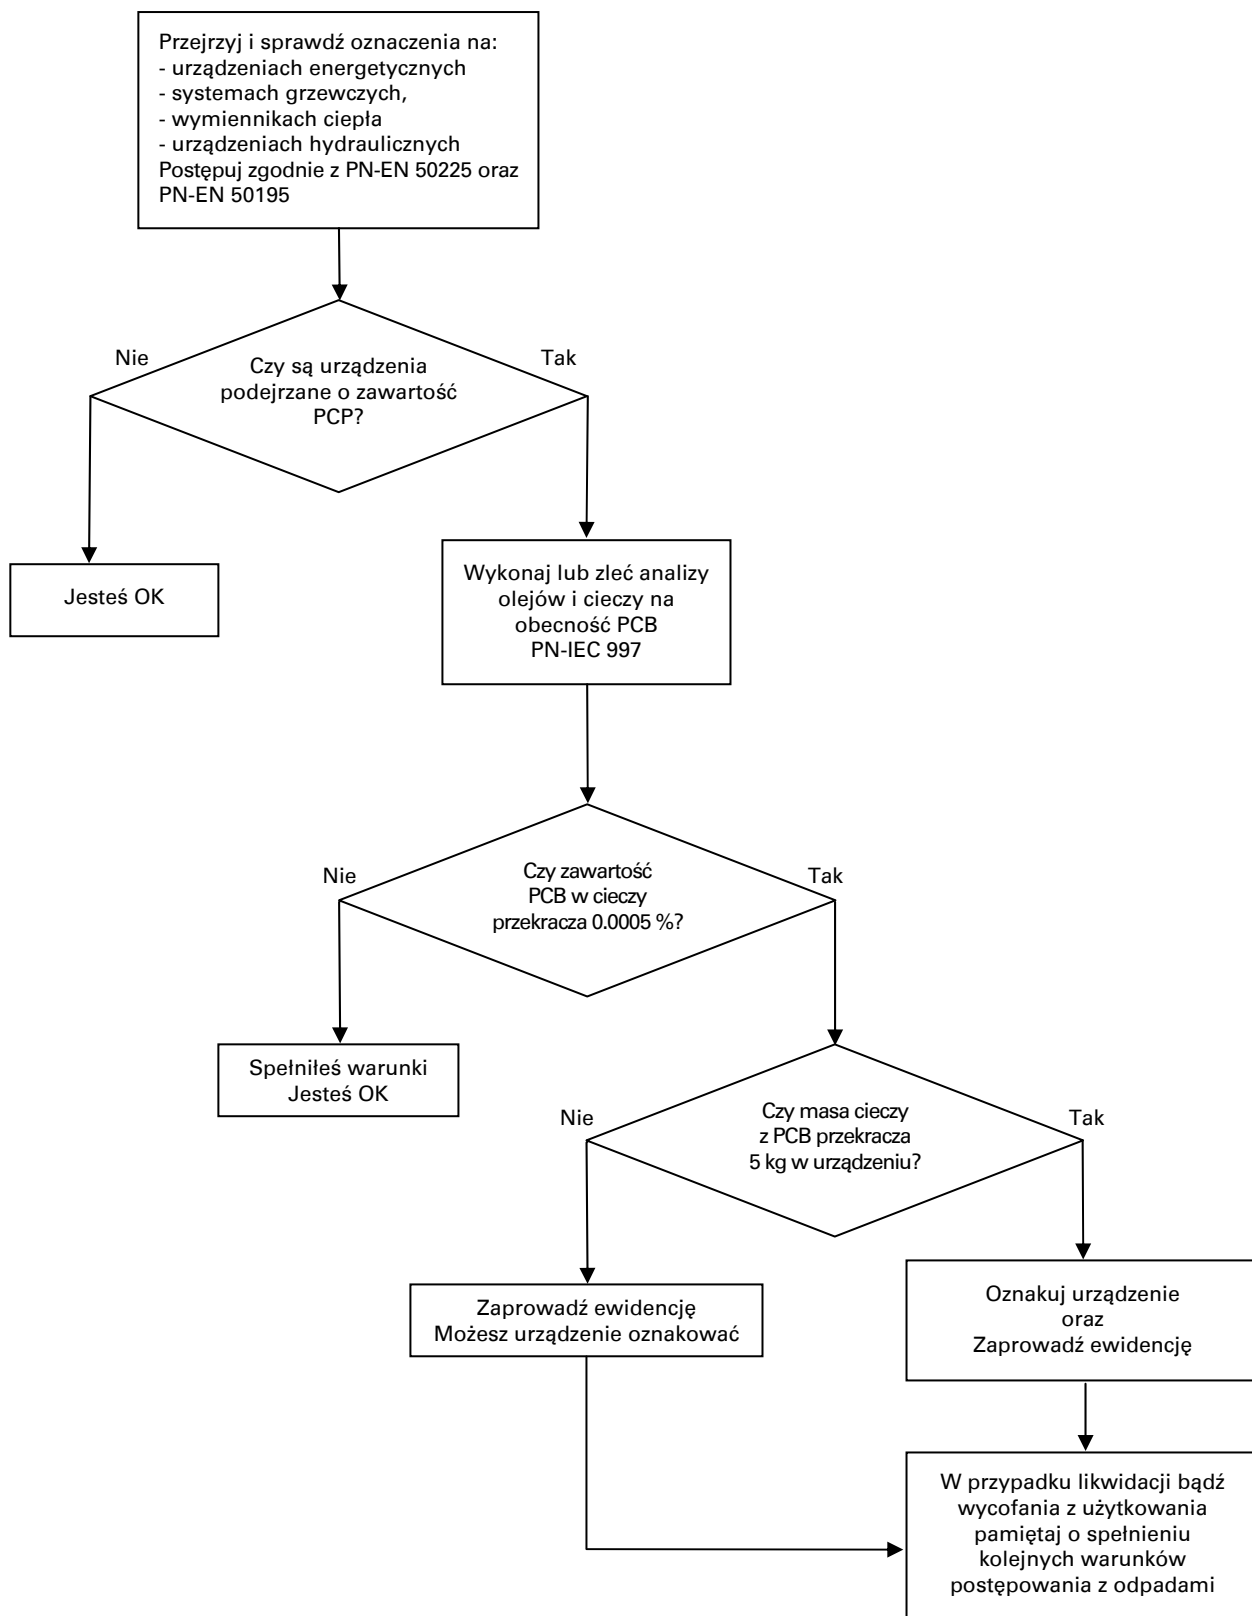 Przejrzyj i sprawdź oznaczenia na:
- urządzeniach energetycznych
- systemach grzewczych,
- wymiennikach ciepła
- urządzeniach hydraulicznych
Postępuj zgodnie z PN-EN 50225 oraz
PN-EN 50195
Nie
Tak
Czy są urządzenia
podejrzane o zawartość
PCP?
Jesteś OK
Wykonaj lub zleć analizy
olejów i cieczy na
obecność PCB
PN-IEC 997
Nie
Tak
Czy zawartość
PCB w cieczy
przekracza 0.0005 %?
Spełniłeś warunki
Jesteś OK
Nie
Tak
Czy masa cieczy
z PCB przekracza
5 kg w urządzeniu?
Zaprowadź ewidencję
Możesz urządzenie oznakować
Oznakuj urządzenie
oraz
Zaprowadź ewidencję
W przypadku likwidacji bądź
wycofania z użytkowania
pamiętaj o spełnieniu
kolejnych warunków
postępowania z odpadami